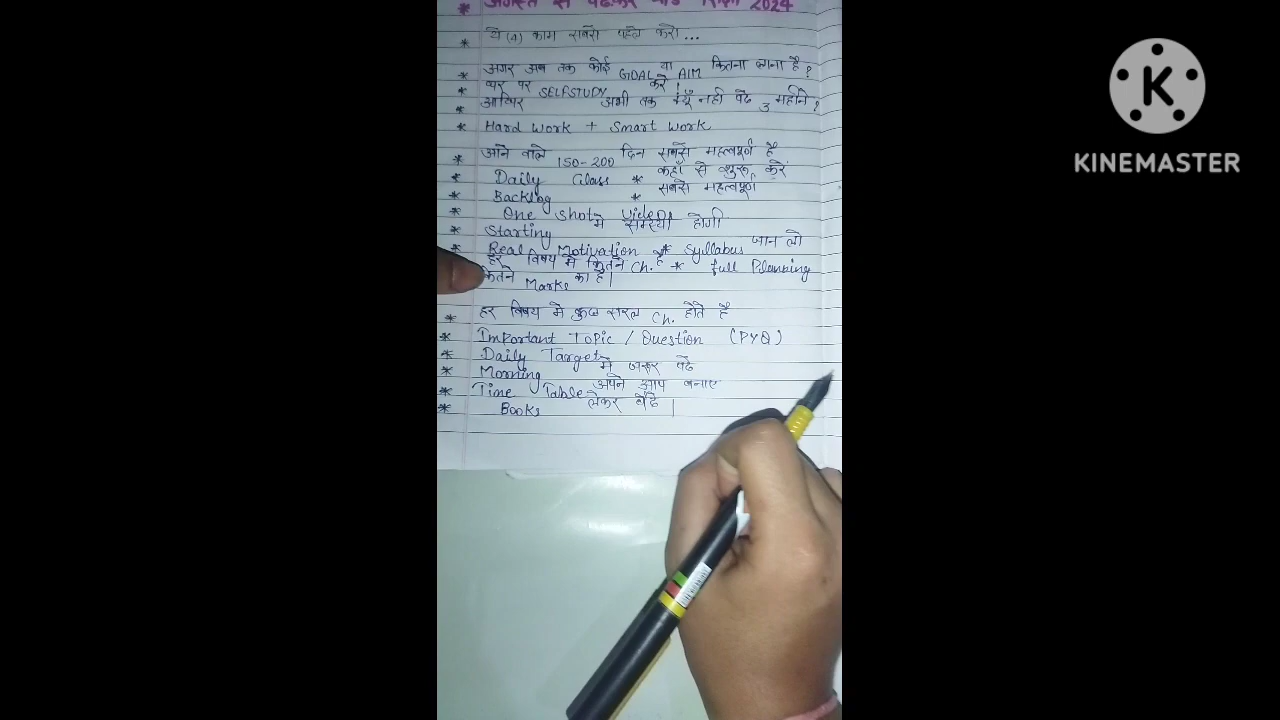 * अगस्त से पढ़कर 2024
* ये (4) काम सबसे पहले करो...
* अगर अब तक कोई GOAL या AIM कितना लाना है?
* घर पर SELFSTUDY करें।
* आखिर अभी तक क्यूँ नहीं पढे 3 महीने?
* Hard work + Smart work
* आने वाले 150-200 दिन सबसे महत्वपूर्ण है
* Daily Class * कहाँ से शुरू करें
* Backlog * सबसे महत्वपूर्ण
* One Shot Video
* Starting में समस्या होगी
* Real Motivation * Syllabus जान लो
हर विषय मे कितने Ch. है * full Planning
कितने Marks का है।
* हर विषय मे कुछ सरल Ch. होते है
* Important Topic / Question (PYQ)
* Daily Target
* Morning में जरूर पढे
* Time Table अपने आप बनाए
* Books लेकर बैठे।
K
KINEMASTER